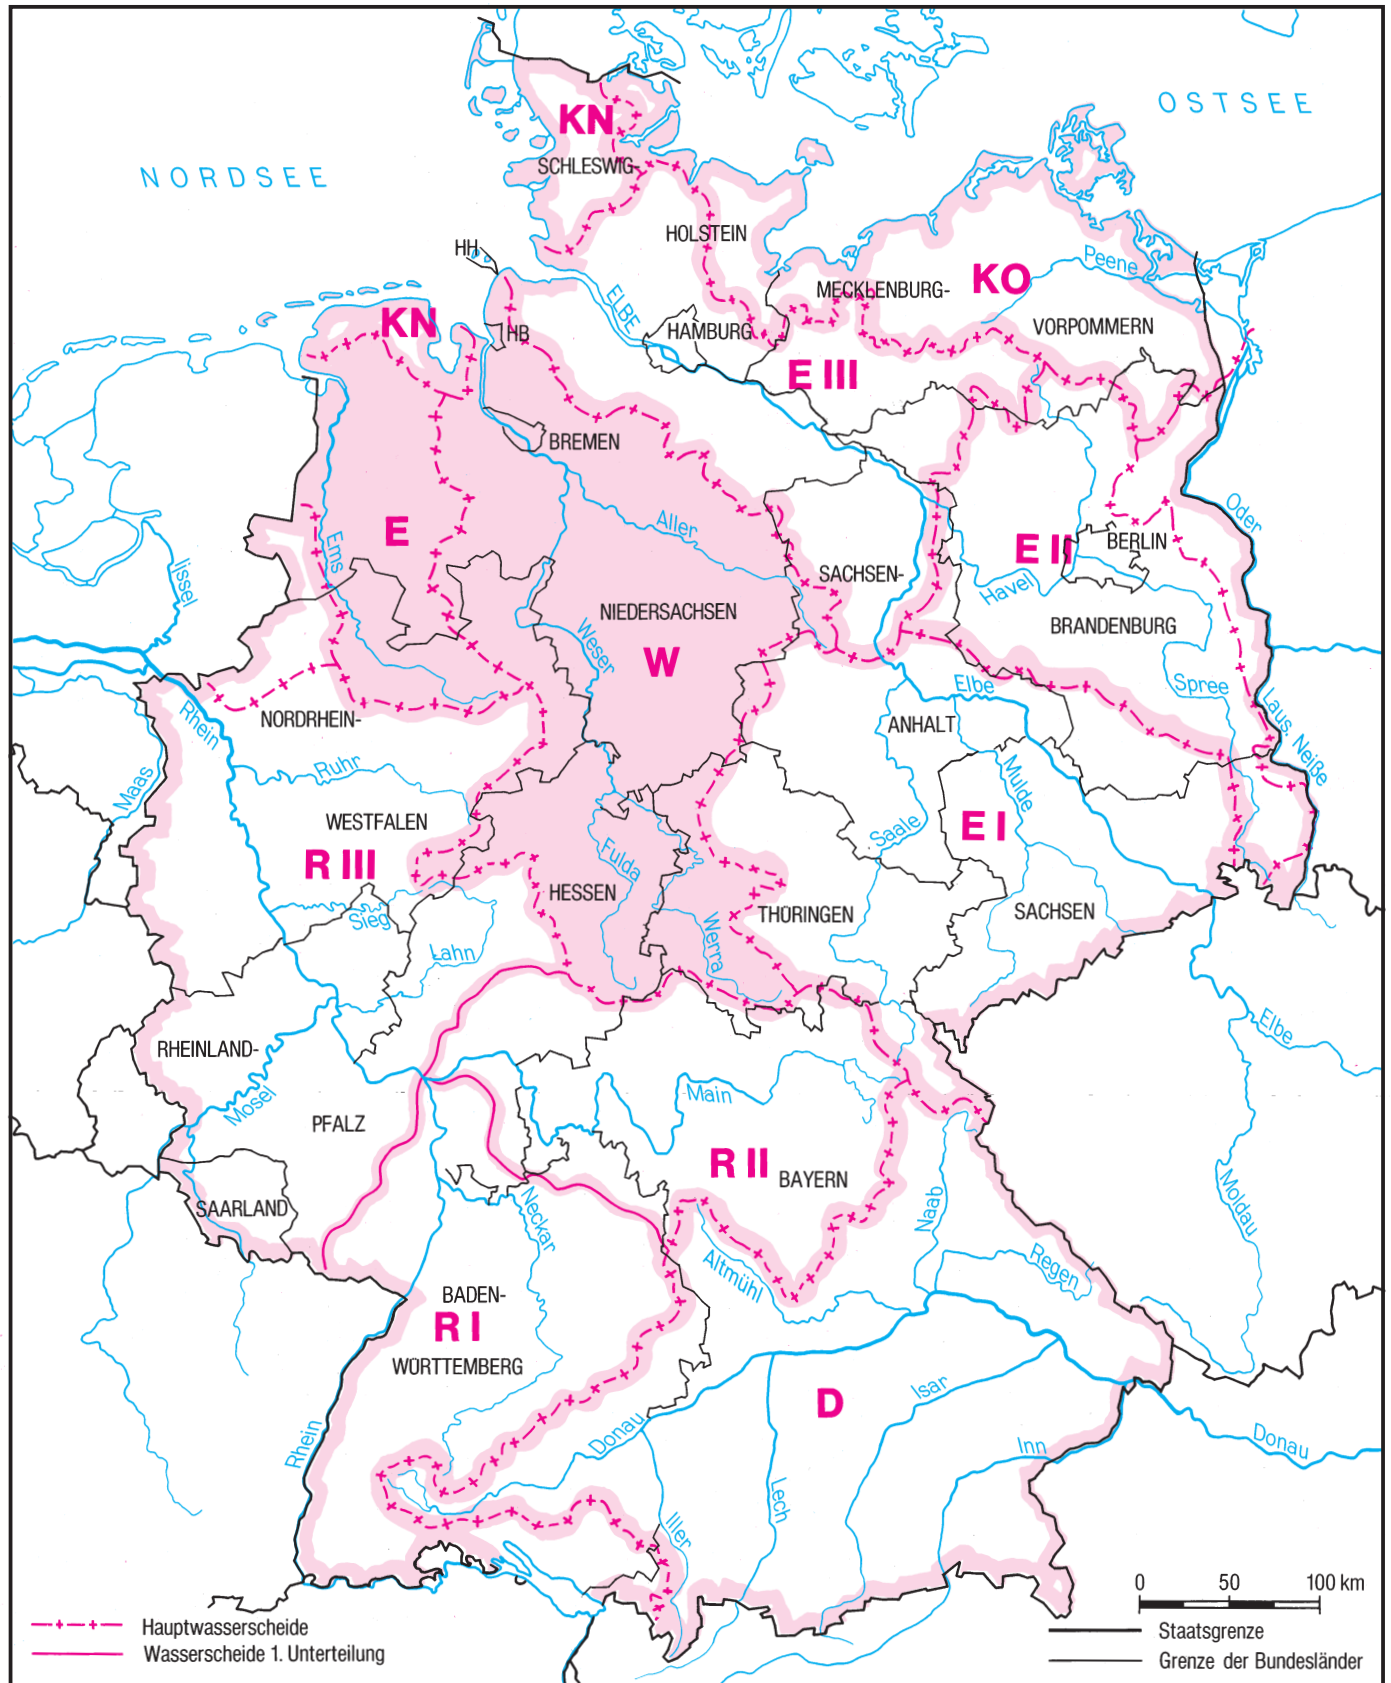 OSTSEE
NORDSEE
KN
SCHLESWIG-
HOLSTEIN
HH
ELBE
HAMBURG
MECKLENBURG-
KO
Peene
VORPOMMERN
KN
HB
E III
BREMEN
Aller
E
Ems
Ijssel
Oder
BERLIN
E II
Havel
SACHSEN-
NIEDERSACHSEN
BRANDENBURG
Weser
W
Spree
Elbe
Laus. Neiße
ANHALT
NORDRHEIN-
Rhein
Ruhr
Maas
Mulde
WESTFALEN
R III
Saale
E I
Fulda
HESSEN
THÜRINGEN
SACHSEN
Sieg
Lahn
Werra
Elbe
RHEINLAND-
Mosel
PFALZ
Main
R II
BAYERN
SAARLAND
Neckar
Naab
Moldau
Altmühl
Regen
BADEN-
R I
WÜRTTEMBERG
D
Isar
Donau
Rhein
Inn
Donau
Lech
Iller
0 50 100 km
Hauptwasserscheide
Wasserscheide 1. Unterteilung
Staatsgrenze
Grenze der Bundesländer